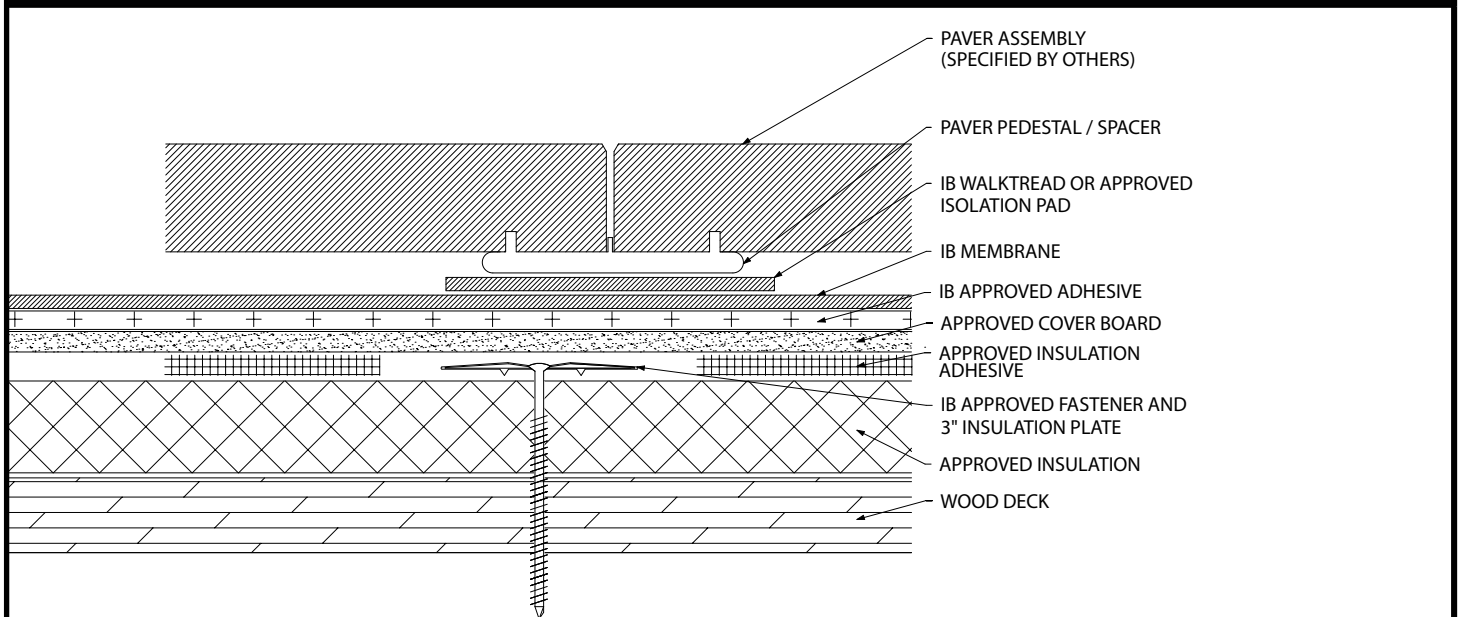 PAVER ASSEMBLY
(SPECIFIED BY OTHERS)
PAVER PEDESTAL / SPACER
IB WALKTREAD OR APPROVED
ISOLATION PAD
IB MEMBRANE
IB APPROVED ADHESIVE
APPROVED COVER BOARD
APPROVED INSULATION
ADHESIVE
IB APPROVED FASTENER AND
3" INSULATION PLATE
APPROVED INSULATION
WOOD DECK